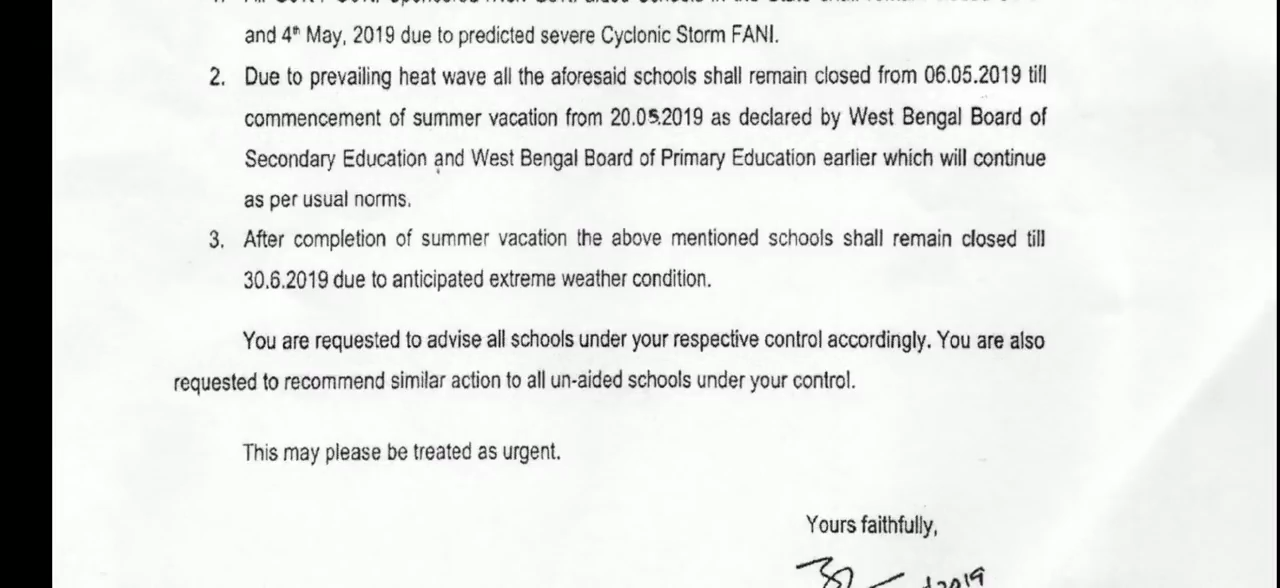 and 4th May, 2019 due to predicted severe Cyclonic Storm FANI.
2. Due to prevailing heat wave all the aforesaid schools shall remain closed from 06.05.2019 till
commencement of summer vacation from 20.05.2019 as declared by West Bengal Board of
Secondary Education and West Bengal Board of Primary Education earlier which will continue
as per usual norms.
3. After completion of summer vacation the above mentioned schools shall remain closed till
30.6.2019 due to anticipated extreme weather condition.
You are requested to advise all schools under your respective control accordingly. You are also
requested to recommend similar action to all un-aided schools under your control.
This may please be treated as urgent.
Yours faithfully,